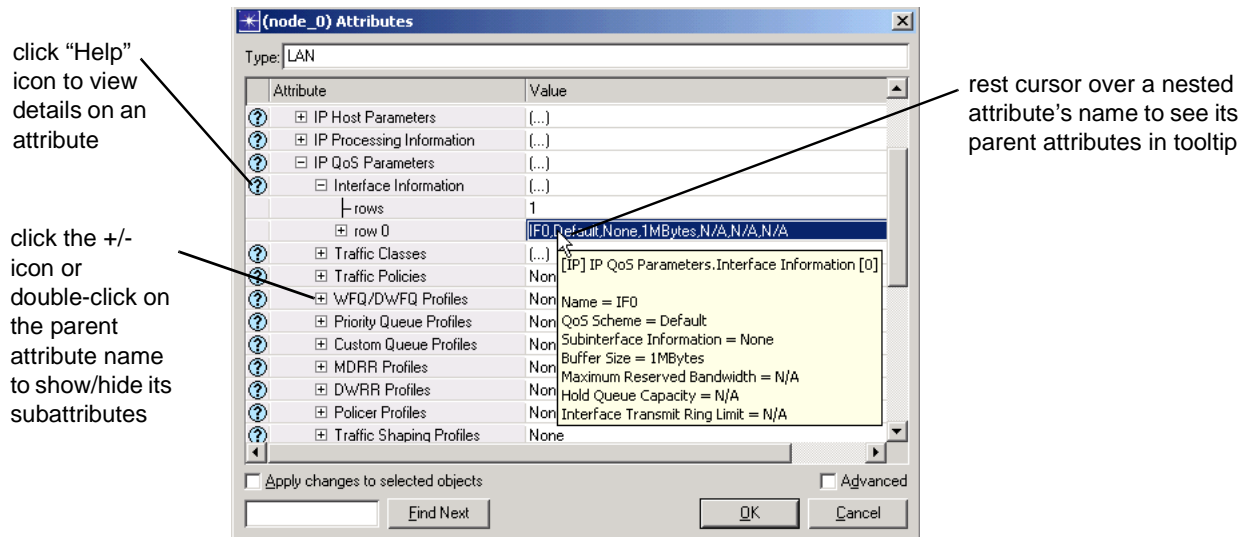 (node_0) Attributes
Type: LAN
Attribute Value
IP Host Parameters (...)
IP Processing Information (...)
IP QoS Parameters (...)
Interface Information (...)
rows 1
row 0 IF0,Default,None,1MBytes,N/A,N/A,N/A
Traffic Classes (...)
Traffic Policies Non
WFQ/DWFQ Profiles Non
Priority Queue Profiles Non
Custom Queue Profiles Non
MDRR Profiles Non
DWRR Profiles Non
Policer Profiles Non
Traffic Shaping Profiles None
[IP] IP QoS Parameters.Interface Information [0]
Name = IF0
QoS Scheme = Default
Subinterface Information = None
Buffer Size = 1MBytes
Maximum Reserved Bandwidth = N/A
Hold Queue Capacity = N/A
Interface Transmit Ring Limit = N/A
Apply changes to selected objects
Advanced
Find Next
OK
Cancel
click “Help”
icon to view
details on an
attribute
click the +/-
icon or
double-click on
the parent
attribute name
to show/hide its
subattributes
rest cursor over a nested
attribute’s name to see its
parent attributes in tooltip